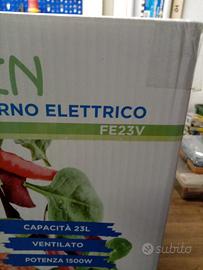 EN
RNO ELETTRICO
FE23V
CAPACITÀ 23L
VENTILATO
POTENZA 1500W
subito